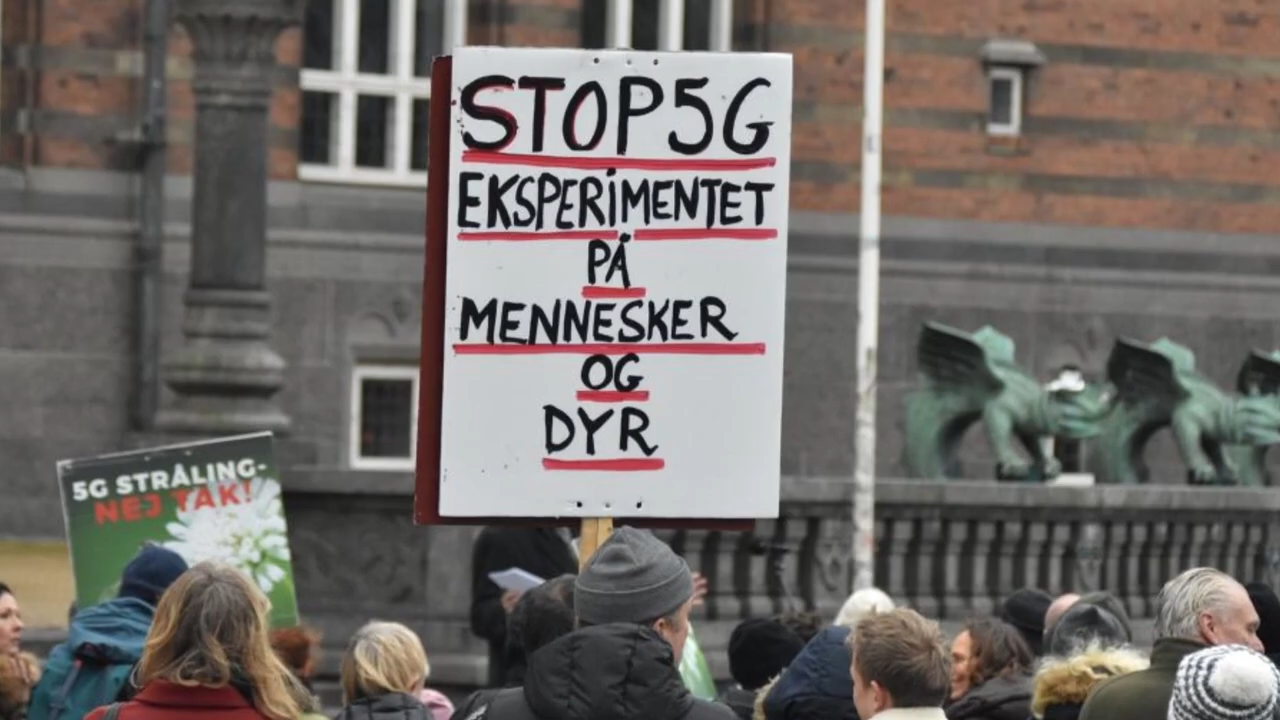 STOP 5G
EKSPERIMENTET
PÅ
MENNESKER
OG
DYR
5G STRÅLING-
NEJ TAK!